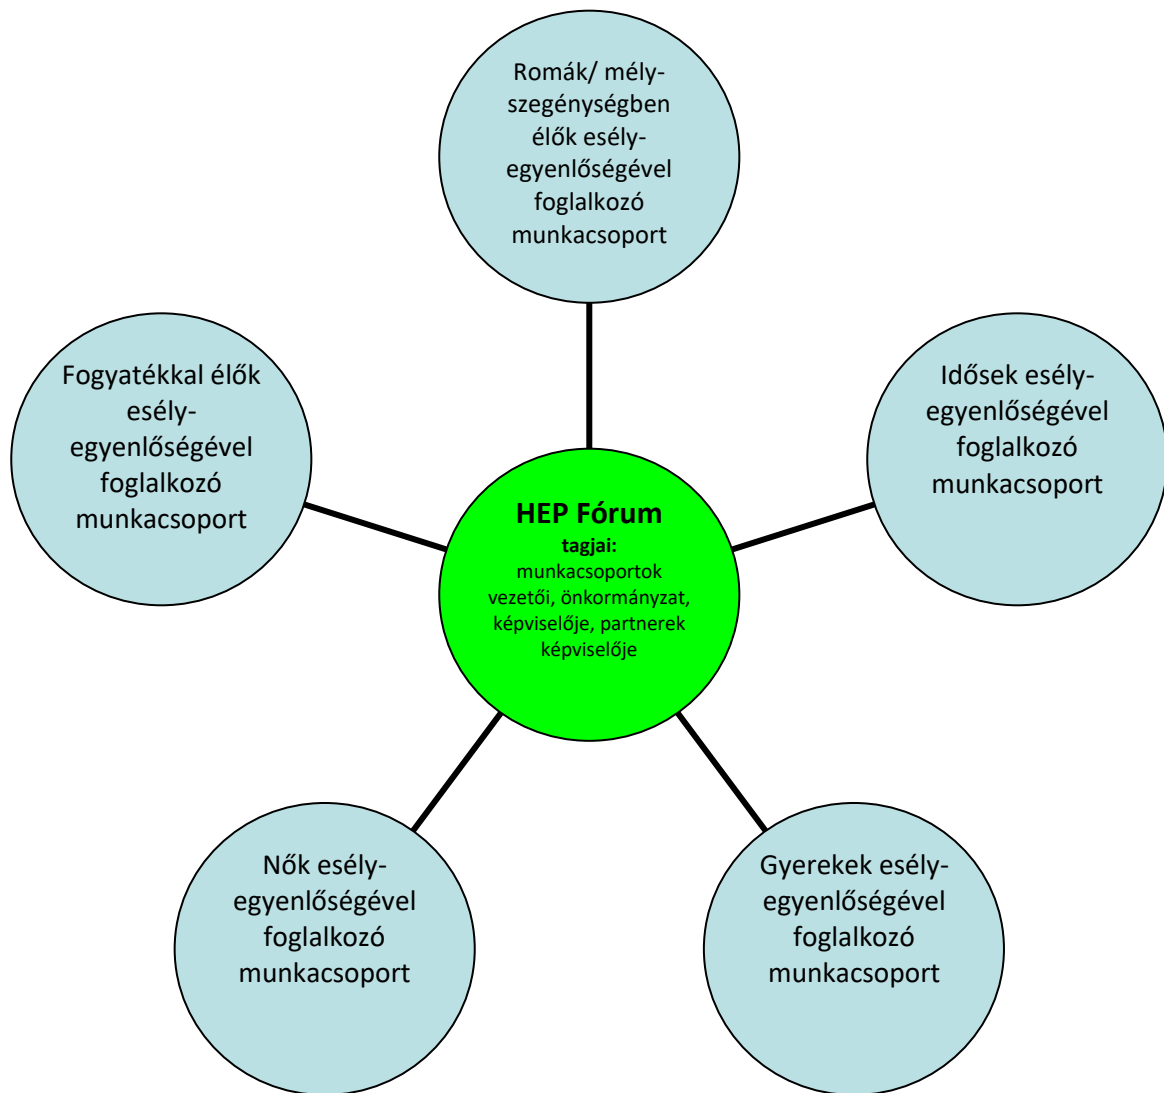 Romák/ mély-
szegénységben
élők esély-
egyenlőségével
foglalkozó
munkacsoport
Fogyatékkal élők
esély-
egyenlőségével
foglalkozó
munkacsoport
Idősek esély-
egyenlőségével
foglalkozó
munkacsoport
HEP Fórum
tagjai:
munkacsoportok
vezetői, önkormányzat,
képviselője, partnerek
képviselője
Nők esély-
egyenlőségével
foglalkozó
munkacsoport
Gyerekek esély-
egyenlőségével
foglalkozó
munkacsoport